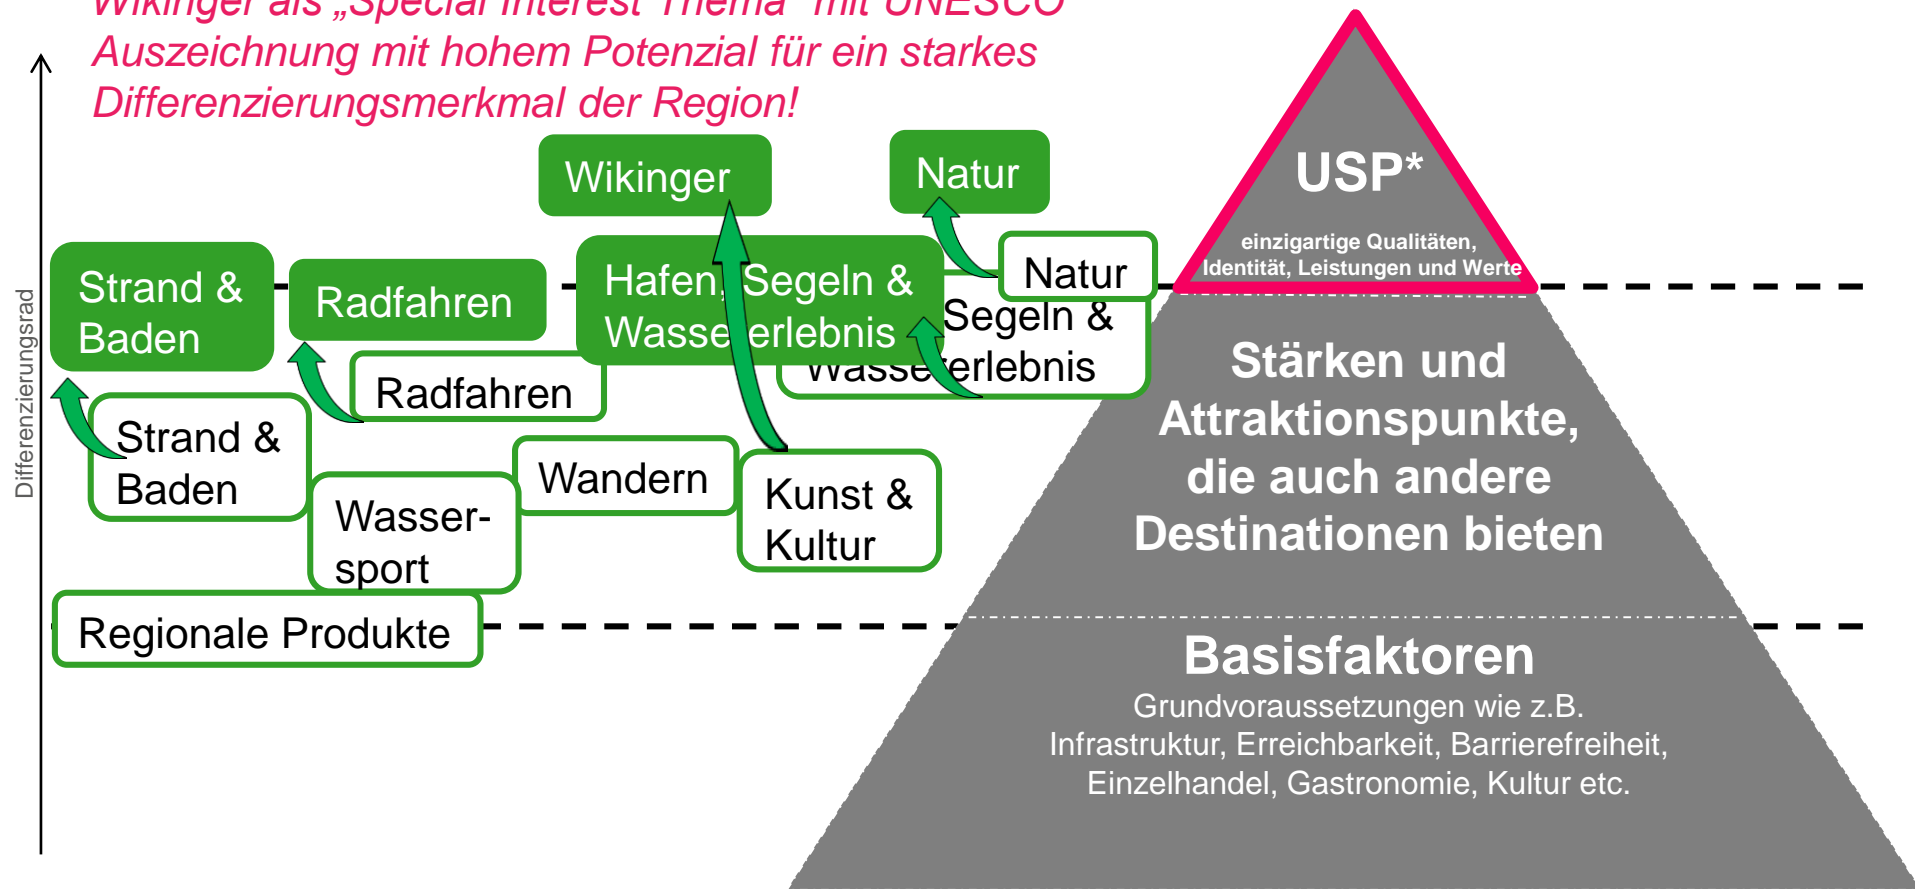 Wikinger als „Special Interest Thema“ mit UNESCO
Auszeichnung mit hohem Potenzial für ein starkes
Differenzierungsmerkmal der Region!
Differenzierungsrad
Wikinger
Natur
Strand &
Baden
Radfahren
Hafen, Segeln &
Wassererlebnis
Natur
Segeln &
Wassererlebnis
Radfahren
Strand &
Baden
Wasser-
sport
Wandern
Kunst &
Kultur
Regionale Produkte
USP*
einzigartige Qualitäten,
Identität, Leistungen und Werte
Stärken und
Attraktionspunkte,
die auch andere
Destinationen bieten
Basisfaktoren
Grundvoraussetzungen wie z.B.
Infrastruktur, Erreichbarkeit, Barrierefreiheit,
Einzelhandel, Gastronomie, Kultur etc.